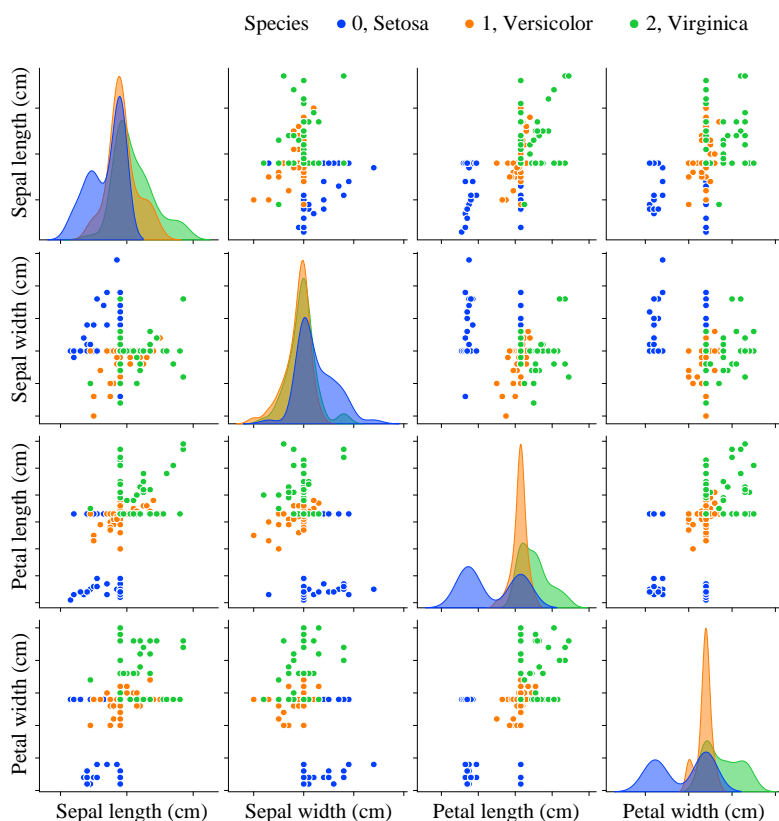 Species 0, Setosa 1, Versicolor 2, Virginica
Sepal length (cm)
Sepal width (cm)
Petal length (cm)
Petal width (cm)
Sepal length (cm) Sepal width (cm) Petal length (cm) Petal width (cm)